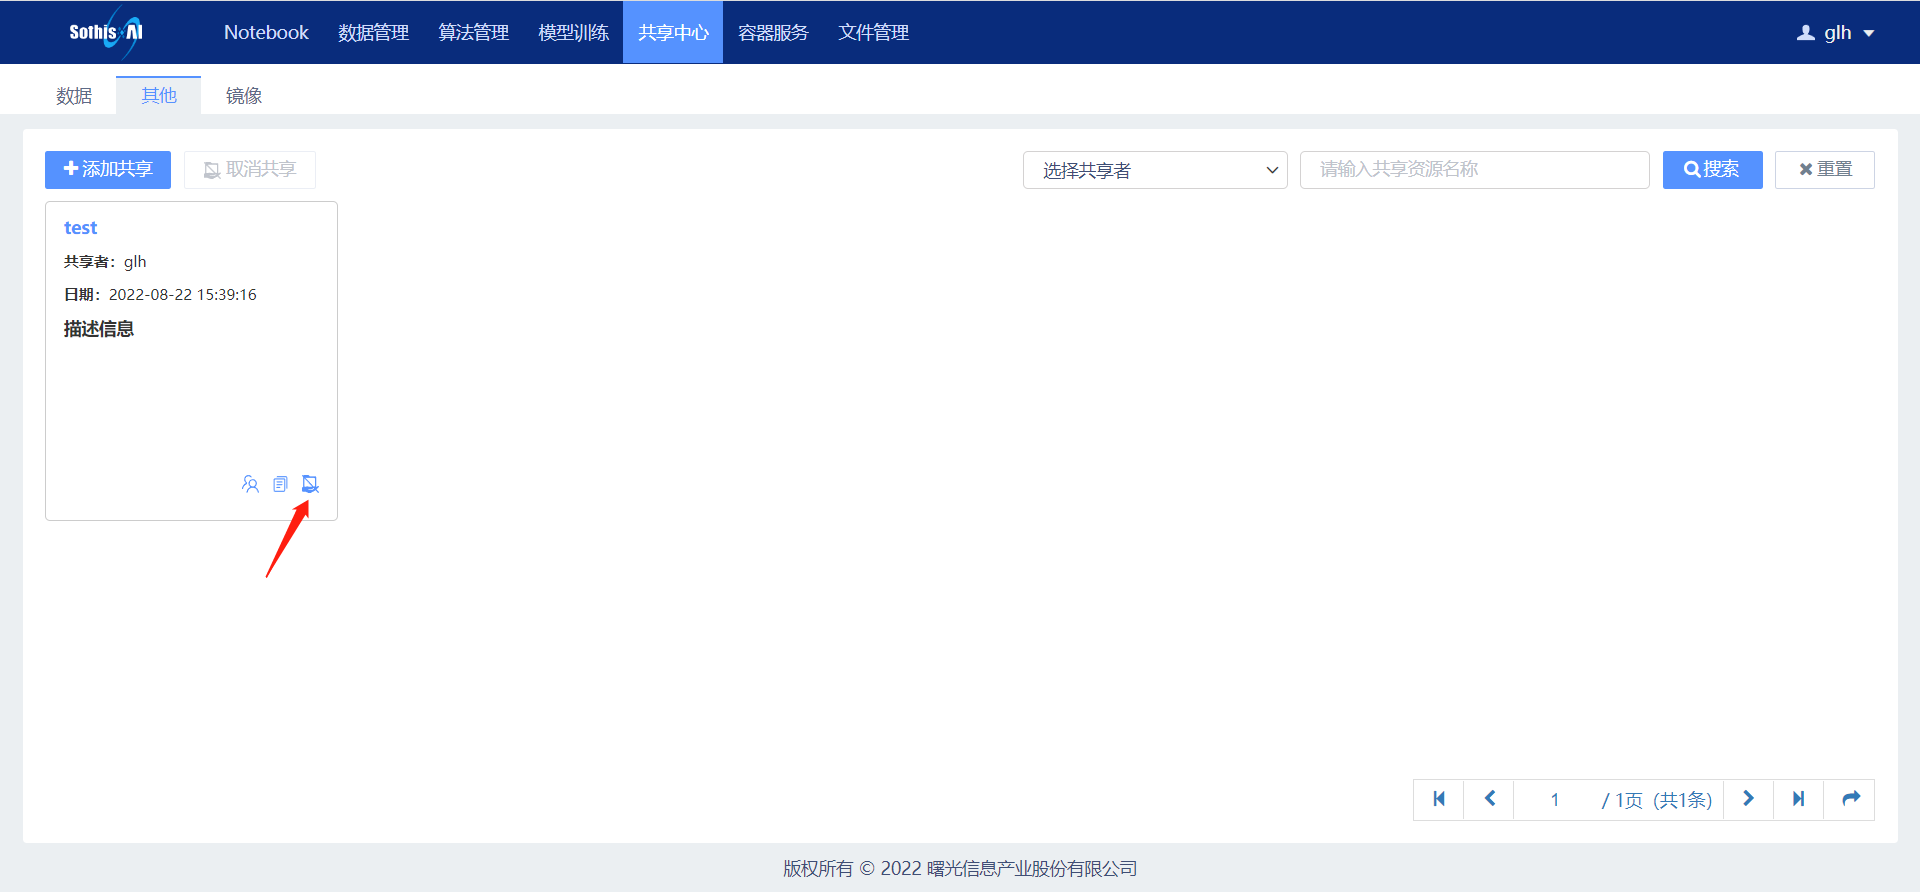 SothisAI
Notebook 数据管理 算法管理 模型训练 共享中心 容器服务 文件管理 glh
数据 其他 镜像
添加共享 取消共享 选择共享者 请输入共享资源名称 搜索 重置
test
共享者：glh
日期：2022-08-22 15:39:16
描述信息
1 / 1页 (共1条)
版权所有 © 2022 曙光信息产业股份有限公司